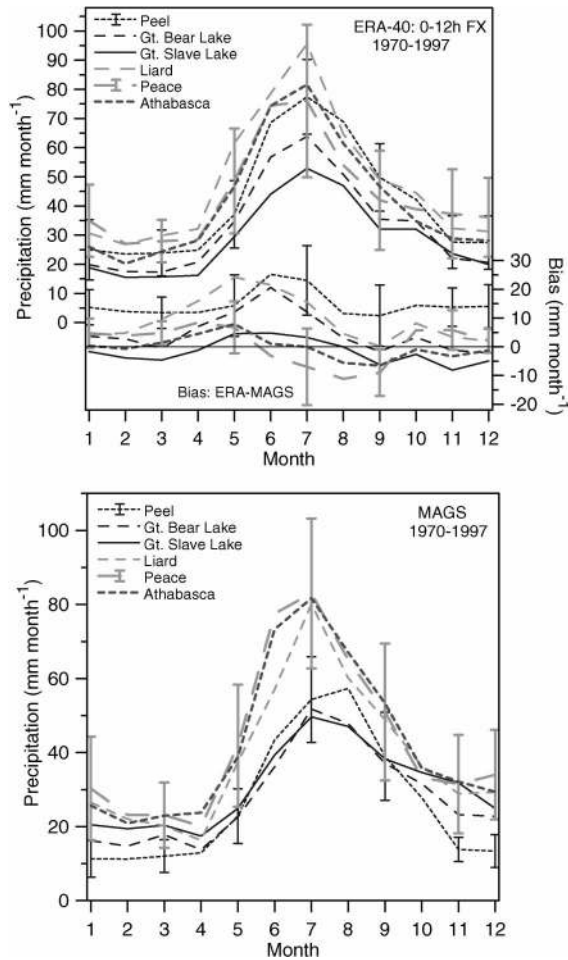 Precipitation (mm month-1)
100
90
80
70
60
50
40
30
20
10
0
Peel
Gt. Bear Lake
Gt. Slave Lake
Liard
Peace
Athabasca
ERA-40: 0-12h FX
1970-1997
30
20
10
0
-10
-20
Bias (mm month-1)
Bias: ERA-MAGS
1 2 3 4 5 6 7 8 9 10 11 12
Month
Precipitation (mm month-1)
100
80
60
40
20
0
Peel
Gt. Bear Lake
Gt. Slave Lake
Liard
Peace
Athabasca
MAGS
1970-1997
1 2 3 4 5 6 7 8 9 10 11 12
Month